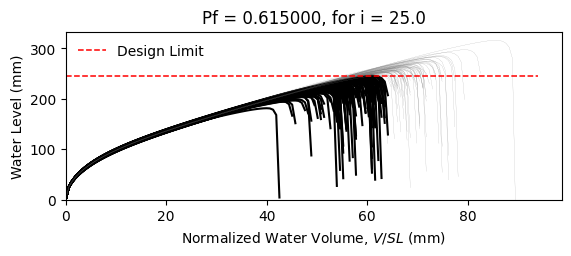 Pf = 0.615000, for i = 25.0
Water Level (mm)
300
200
100
0
Design Limit
0 20 40 60 80
Normalized Water Volume, V/SL (mm)